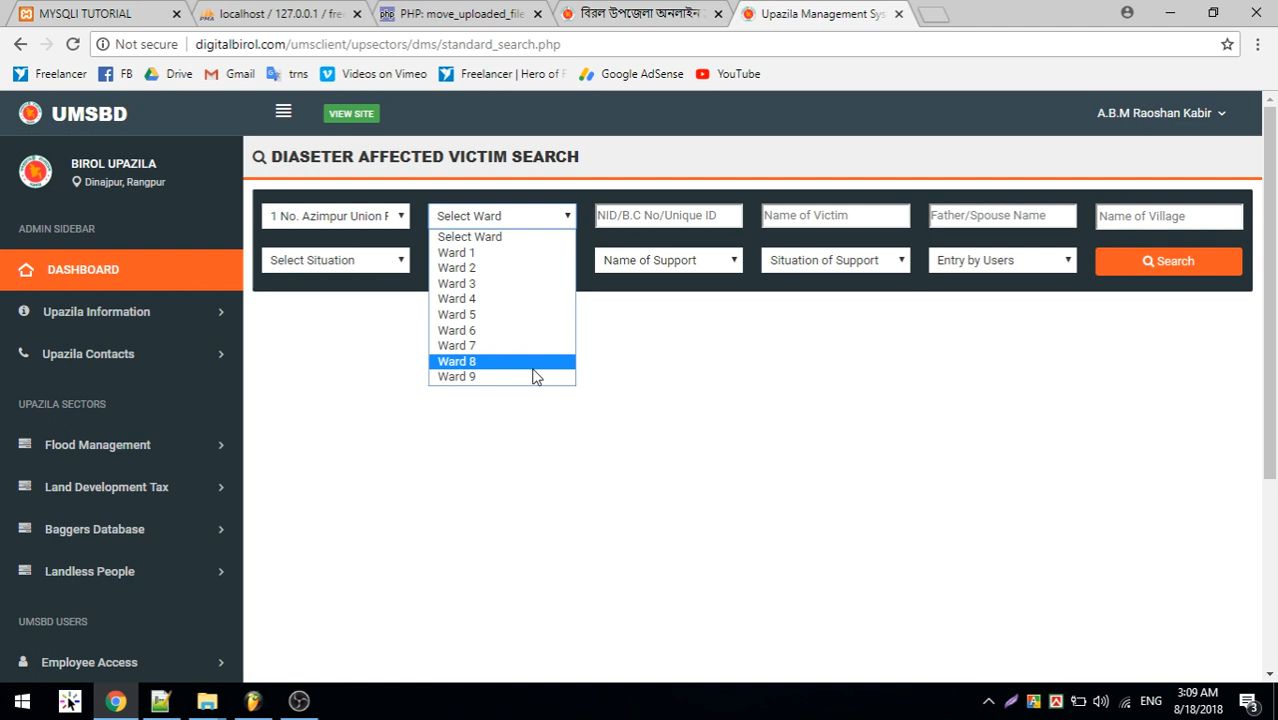 MYSQLI TUTORIAL
localhost / 127.0.0.1 / fre
PHP: move_uploaded_file
বিরল উপজেলা অনলাইন
Upazila Management Sys
Not secure digitalbirol.com/umsclient/upsectors/dms/standard_search.php
Freelancer FB Drive Gmail trns Videos on Vimeo Freelancer | Hero of F Google AdSense YouTube
UMSBD VIEW SITE A.B.M Raoshan Kabir
BIROL UPAZILA
Dinajpur, Rangpur
ADMIN SIDEBAR
DASHBOARD
Upazila Information
Upazila Contacts
UPAZILA SECTORS
Flood Management
Land Development Tax
Baggers Database
Landless People
UMSBD USERS
Employee Access
DIASETER AFFECTED VICTIM SEARCH
1 No. Azimpur Union P Select Ward NID/B.C No/Unique ID Name of Victim Father/Spouse Name Name of Village
Select Situation Name of Support Situation of Support Entry by Users Search
Select Ward
Ward 1
Ward 2
Ward 3
Ward 4
Ward 5
Ward 6
Ward 7
Ward 8
Ward 9
ENG
3:09 AM
8/18/2018
3